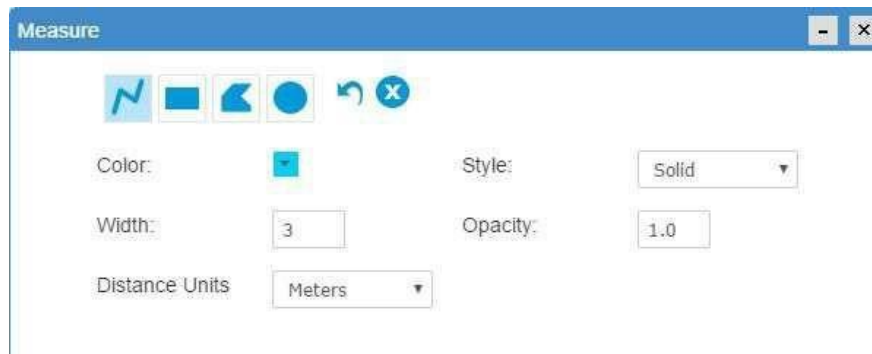 Measure
Color: Style: Solid
Width: 3 Opacity: 1.0
Distance Units Meters